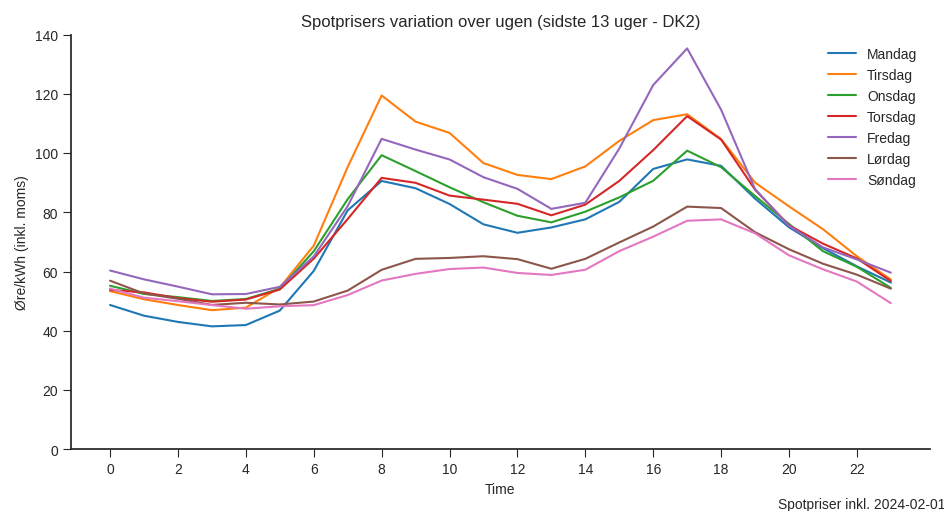 Spotprisers variation over ugen (sidste 13 uger - DK2)
140
120
100
80
60
40
20
0
Øre/kWh (inkl. moms)
Mandag
Tirsdag
Onsdag
Torsdag
Fredag
Lørdag
Søndag
0 2 4 6 8 10 12 14 16 18 20 22
Time
Spotpriser inkl. 2024-02-01